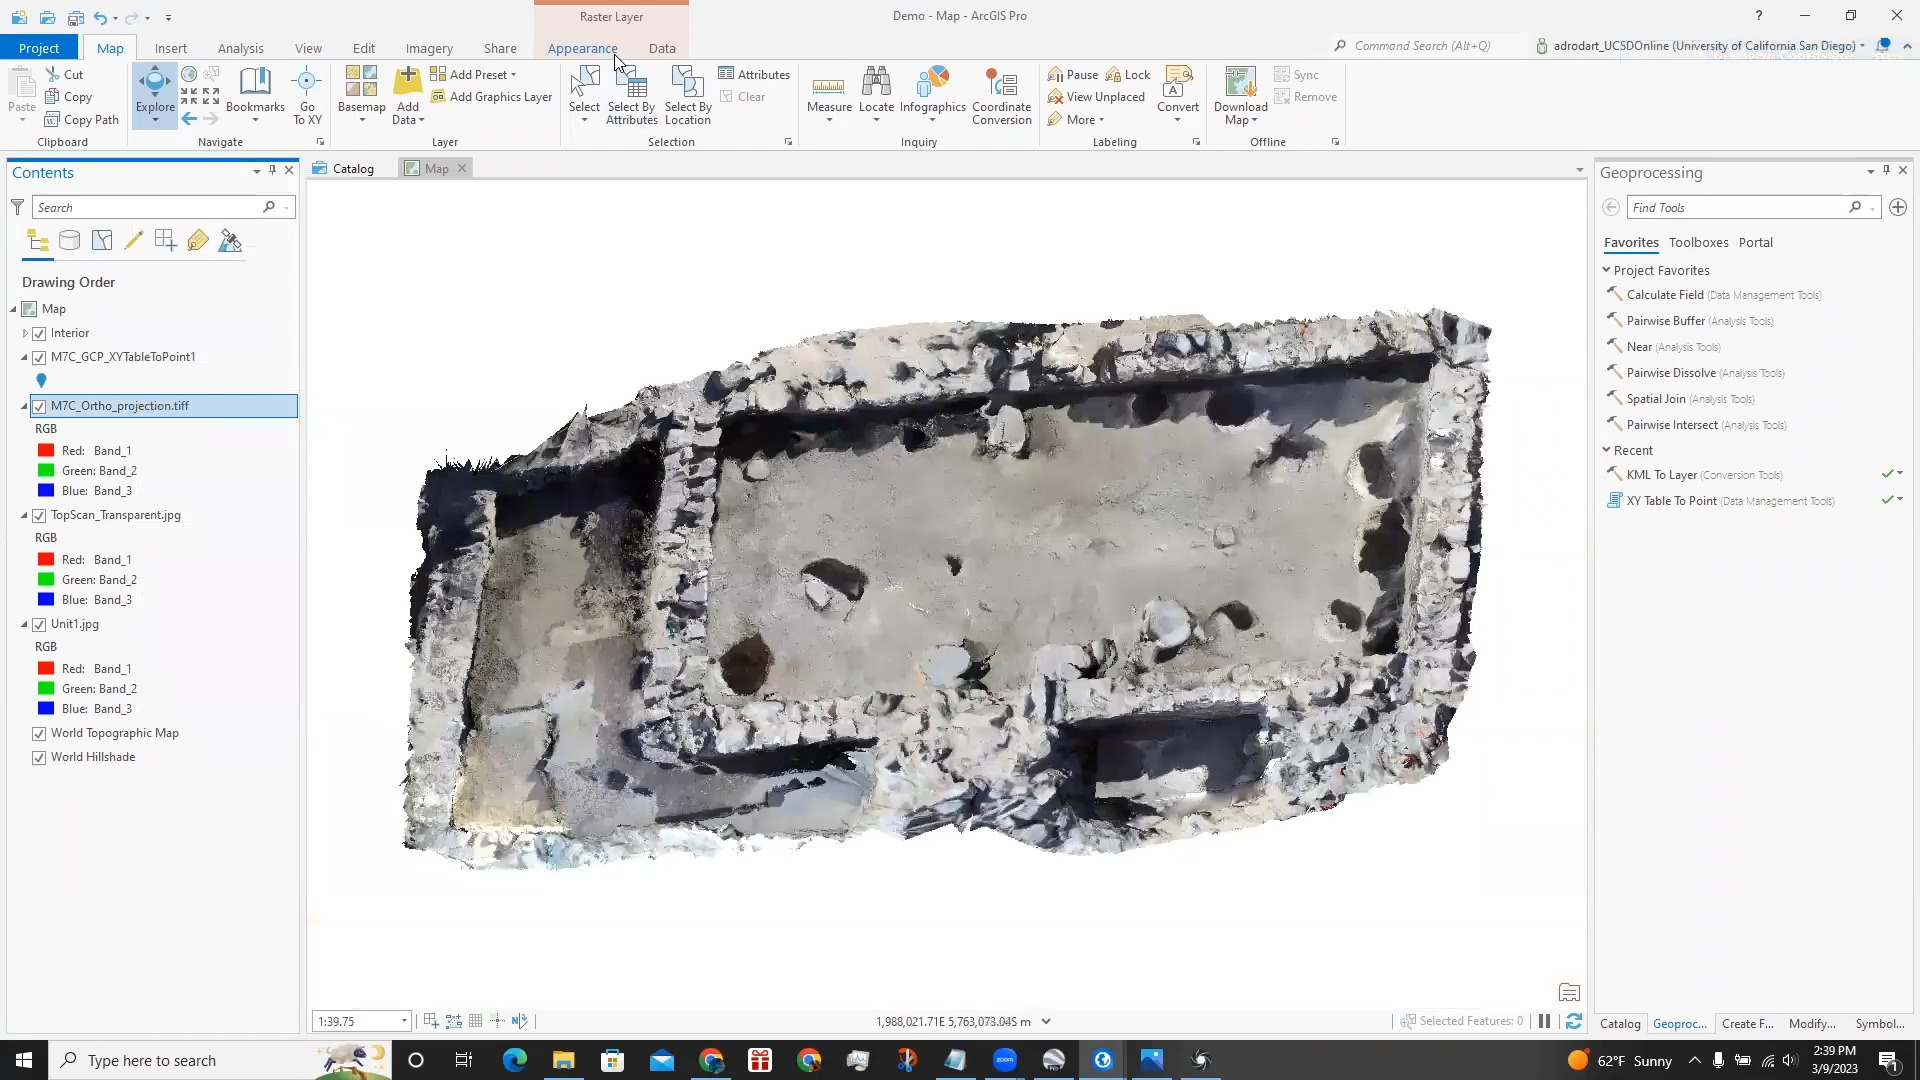 Raster Layer
Demo - Map - ArcGIS Pro
?
Project
Map
Insert
Analysis
View
Edit
Imagery
Share
Appearance
Data
Command Search (Alt+Q)
adrodart_UCSDOnline (University of California San Diego)
Paste
Cut
Copy
Copy Path
Clipboard
Explore
Bookmarks
Go To XY
Navigate
Basemap
Add Data
Add Preset
Add Graphics Layer
Layer
Select
Select By Attributes
Select By Location
Attributes
Clear
Selection
Measure
Locate
Infographics
Coordinate Conversion
Inquiry
Pause
Lock
View Unplaced
More
Convert
Labeling
Download Map
Sync
Remove
Offline
Contents
Search
Drawing Order
Map
Interior
M7C_GCP_XYTableToPoint1
M7C_Ortho_projection.tiff
RGB
Red: Band_1
Green: Band_2
Blue: Band_3
TopScan_Transparent.jpg
RGB
Red: Band_1
Green: Band_2
Blue: Band_3
Unit1.jpg
RGB
Red: Band_1
Green: Band_2
Blue: Band_3
World Topographic Map
World Hillshade
Catalog
Map
1:39.75
1,988,021.71E 5,763,073.04S m
Selected Features: 0
Geoprocessing
Find Tools
Favorites
Toolboxes
Portal
Project Favorites
Calculate Field (Data Management Tools)
Pairwise Buffer (Analysis Tools)
Near (Analysis Tools)
Pairwise Dissolve (Analysis Tools)
Spatial Join (Analysis Tools)
Pairwise Intersect (Analysis Tools)
Recent
KML To Layer (Conversion Tools)
XY Table To Point (Data Management Tools)
Catalog
Geoproc...
Create F...
Modify...
Symbol...
Type here to search
zoom
62°F Sunny
2:39 PM
3/9/2023
1